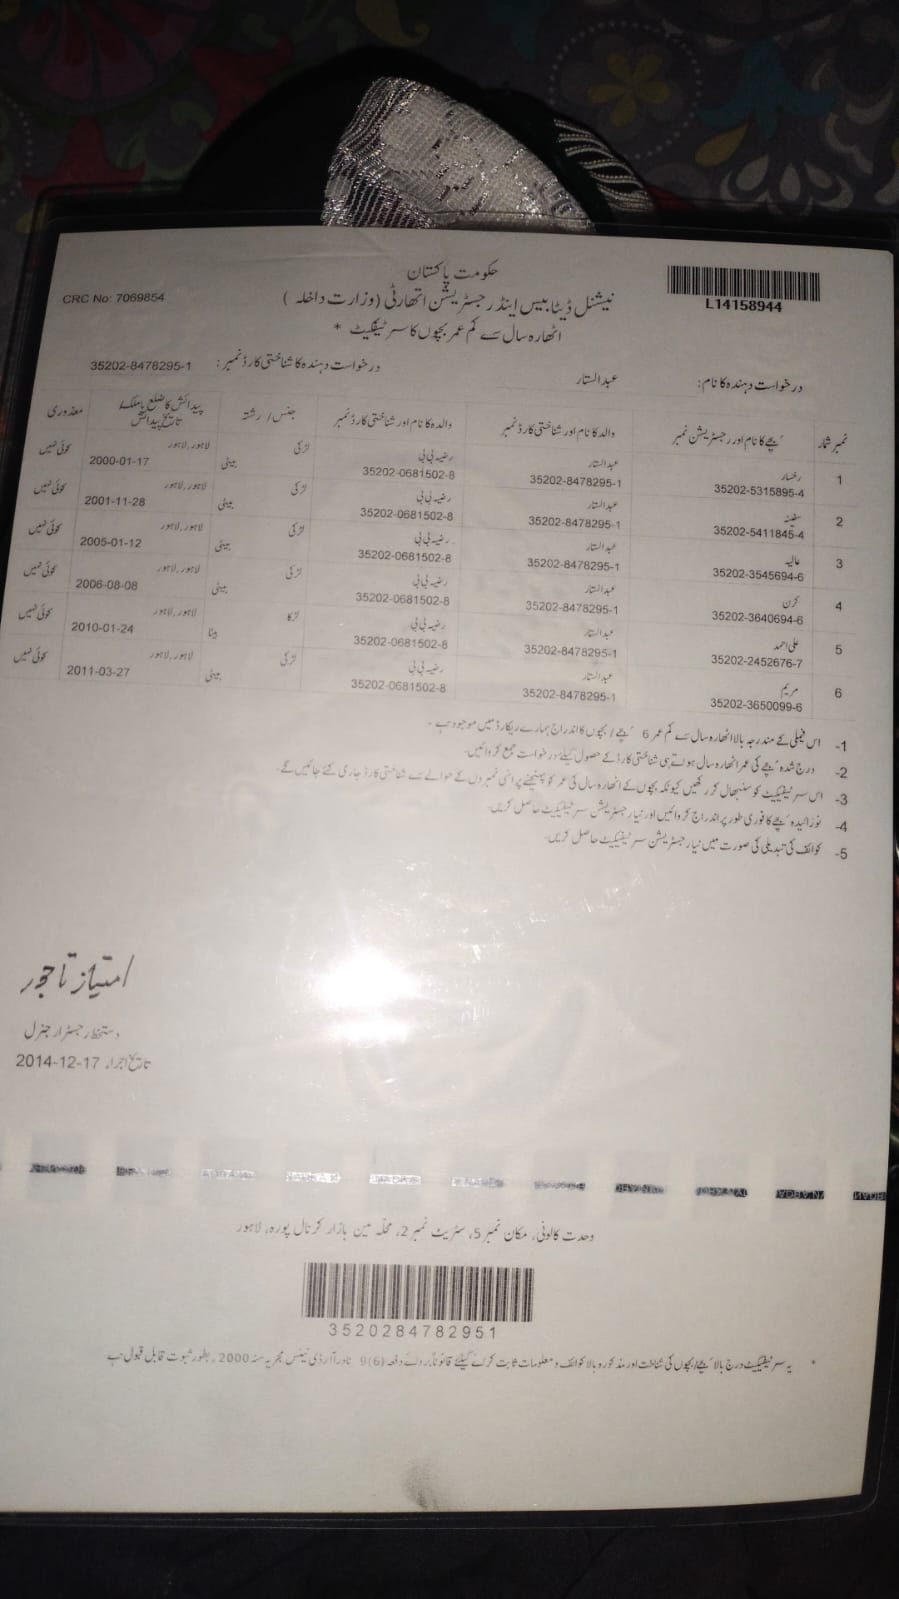 حکومت پاکستان
L14158944
نیشنل ڈیٹا بیس اینڈ رجسٹریشن اتھارٹی (وزارت داخلہ)
CRC No: 7069854
اٹھارہ سال سے کم عمر بچوں کا سرٹیفکیٹ *
درخواست دہندہ کا نام: عبدالستار درخواست دہندہ کا شناختی کارڈ نمبر: 35202-8478295-1
نمبر شمار بچے کا نام اور رجسٹریشن نمبر والد کا نام اور شناختی کارڈ نمبر والدہ کا نام اور شناختی کارڈ نمبر جنس / رشتہ پیدائش کا ضلع یا ملک / تاریخ پیدائش معذوری
1 رخسار 35202-5315895-4 عبدالستار 35202-8478295-1 رضیہ بی بی 35202-0681502-8 لڑکی بیٹی لاہور, لاہور 2000-01-17 کوئی نہیں
2 سفینہ 35202-5411845-4 عبدالستار 35202-8478295-1 رضیہ بی بی 35202-0681502-8 لڑکی بیٹی لاہور, لاہور 2001-11-28 کوئی نہیں
3 عالیہ 35202-3545694-6 عبدالستار 35202-8478295-1 رضیہ بی بی 35202-0681502-8 لڑکی بیٹی لاہور, لاہور 2005-01-12 کوئی نہیں
4 کرن 35202-3640694-6 عبدالستار 35202-8478295-1 رضیہ بی بی 35202-0681502-8 لڑکی بیٹی لاہور, لاہور 2006-08-08 کوئی نہیں
5 علی احمد 35202-2452676-7 عبدالستار 35202-8478295-1 رضیہ بی بی 35202-0681502-8 لڑکا بیٹا لاہور, لاہور 2010-01-24 کوئی نہیں
6 مریم 35202-3650099-6 عبدالستار 35202-8478295-1 رضیہ بی بی 35202-0681502-8 لڑکی بیٹی لاہور, لاہور 2011-03-27 کوئی نہیں
1- اس فیملی کے مندرجہ بالا اٹھارہ سال سے کم عمر 6 بچے / بچوں کا اندراج ہمارے ریکارڈ میں موجود ہے۔
2- درج شدہ بچے کی عمر اٹھارہ سال ہوتے ہی شناختی کارڈ کے حصول کیلئے درخواست جمع کروائیں۔
3- اس سرٹیفیکیٹ کو سنبھال کر رکھیں کیونکہ بچوں کے اٹھارہ سال کی عمر کو پہنچنے پر انہی نمبروں کے حوالے سے شناختی کارڈ جاری کئے جائیں گے۔
4- نوزائیدہ بچے کا فوری طور پر اندراج کروائیں اور نیا رجسٹریشن سرٹیفیکیٹ حاصل کریں۔
5- کوائف کی تبدیلی کی صورت میں نیا رجسٹریشن سرٹیفیکیٹ حاصل کریں۔
امتیاز تاجور
دستخط رجسٹرار جنرل
تاریخ اجراء 2014-12-17
وحدت کالونی, مکان نمبر 5, سٹریٹ نمبر 2, محلہ مین بازار کرنال پورہ, لاہور
3520284782951
* یہ سرٹیفکیٹ درج بالا بچے/بچوں کی شناخت اور مذکورہ بالا کوائف و معلومات ثابت کرنے کیلئے قانوناً بروئے دفعہ (6)9 نادرا آرڈی نینس مجریہ سنہ 2000 ۔ بطور ثبوت قابل قبول ہے